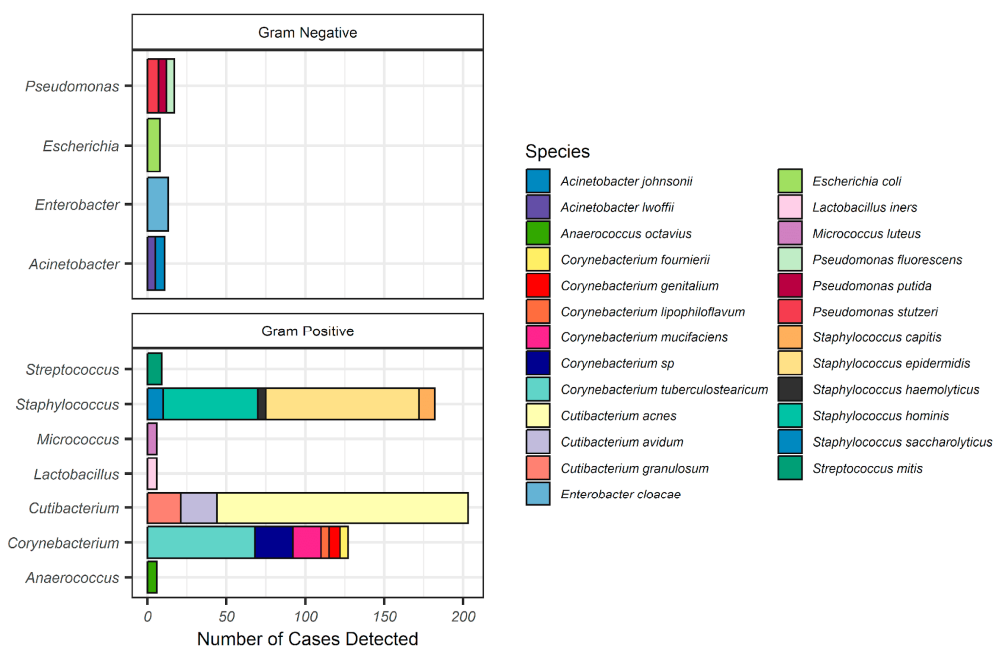 Gram Negative
Pseudomonas
Escherichia
Enterobacter
Acinetobacter
Gram Positive
Streptococcus
Staphylococcus
Micrococcus
Lactobacillus
Cutibacterium
Corynebacterium
Anaerococcus
0 50 100 150 200
Number of Cases Detected
Species
Acinetobacter johnsonii
Acinetobacter lwoffii
Anaerococcus octavius
Corynebacterium fournierii
Corynebacterium genitalium
Corynebacterium lipophiloflavum
Corynebacterium mucifaciens
Corynebacterium sp
Corynebacterium tuberculostearicum
Cutibacterium acnes
Cutibacterium avidum
Cutibacterium granulosum
Enterobacter cloacae
Escherichia coli
Lactobacillus iners
Micrococcus luteus
Pseudomonas fluorescens
Pseudomonas putida
Pseudomonas stutzeri
Staphylococcus capitis
Staphylococcus epidermidis
Staphylococcus haemolyticus
Staphylococcus hominis
Staphylococcus saccharolyticus
Streptococcus mitis